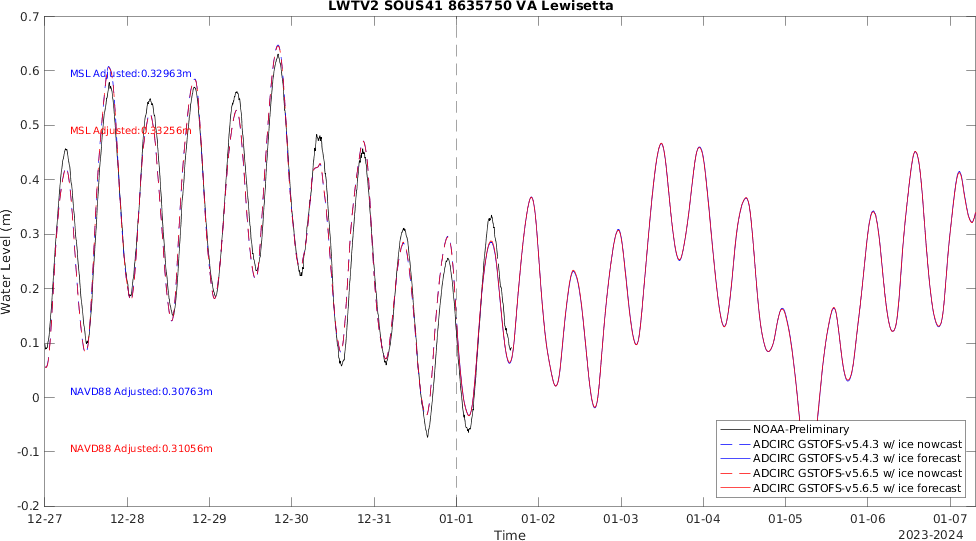 LWTV2 SOUS41 8635750 VA Lewisetta
0.7
0.6
0.5
0.4
0.3
0.2
0.1
0
-0.1
-0.2
Water Level (m)
MSL Adjusted:0.32963m
MSL Adjusted:0.33256m
NAVD88 Adjusted:0.30763m
NAVD88 Adjusted:0.31056m
NOAA-Preliminary
ADCIRC GSTOFS-v5.4.3 w/ ice nowcast
ADCIRC GSTOFS-v5.4.3 w/ ice forecast
ADCIRC GSTOFS-v5.6.5 w/ ice nowcast
ADCIRC GSTOFS-v5.6.5 w/ ice forecast
12-27 12-28 12-29 12-30 12-31 01-01 01-02 01-03 01-04 01-05 01-06 01-07
Time
2023-2024